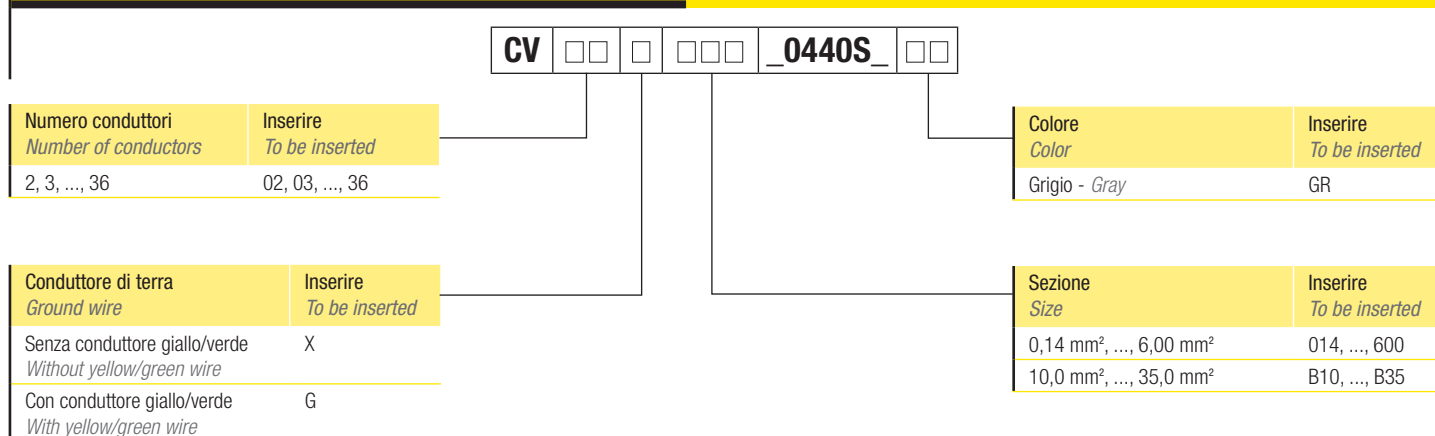 CV □□ □ □□□ _0440S_ □□
Numero conduttori Inserire
Number of conductors To be inserted
2, 3, ..., 36 02, 03, ..., 36
Colore Inserire
Color To be inserted
Grigio - Gray GR
Conduttore di terra Inserire
Ground wire To be inserted
Senza conduttore giallo/verde X
Without yellow/green wire
Con conduttore giallo/verde G
With yellow/green wire
Sezione Inserire
Size To be inserted
0,14 mm², ..., 6,00 mm² 014, ..., 600
10,0 mm², ..., 35,0 mm² B10, ..., B35